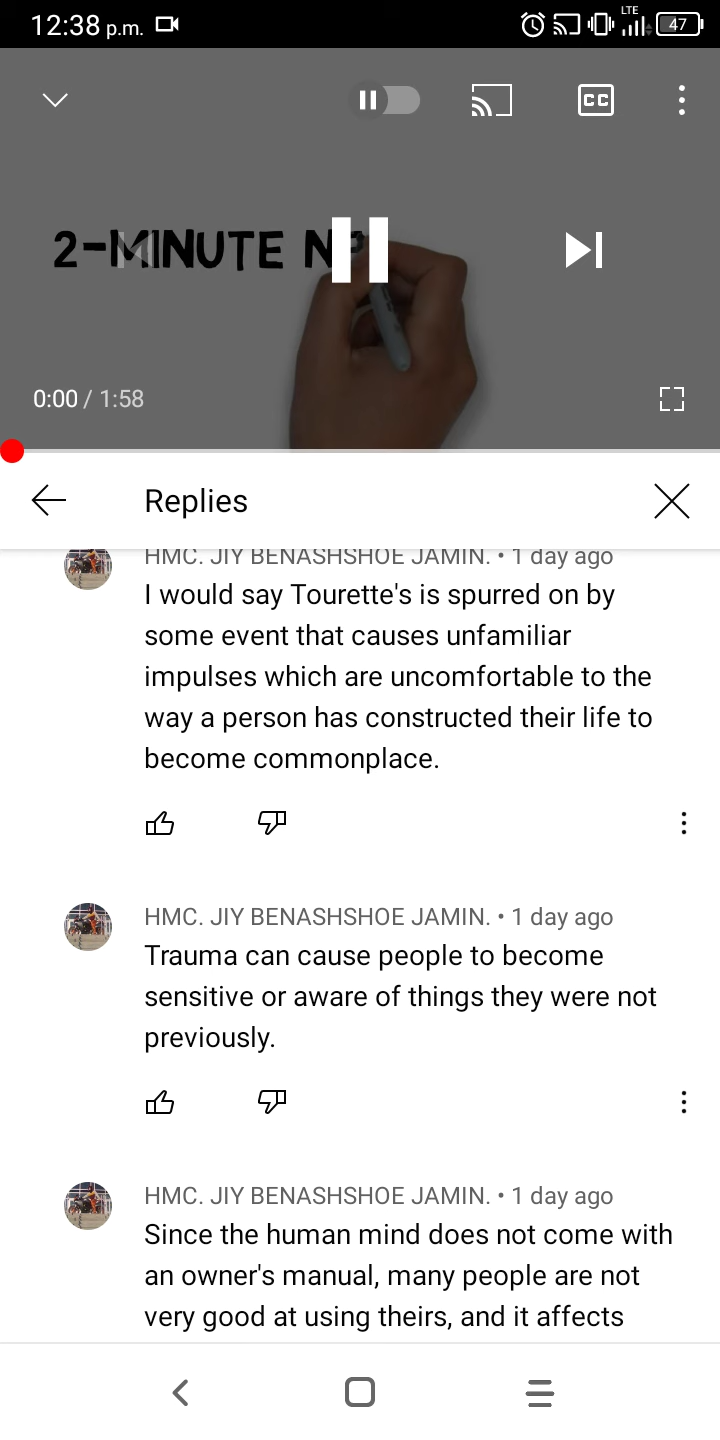 12:38 p.m.
LTE
47
CC
2-MINUTE
0:00 / 1:58
Replies
HMC. JIY BENASHSHOE JAMIN. • 1 day ago
I would say Tourette's is spurred on by
some event that causes unfamiliar
impulses which are uncomfortable to the
way a person has constructed their life to
become commonplace.
HMC. JIY BENASHSHOE JAMIN. • 1 day ago
Trauma can cause people to become
sensitive or aware of things they were not
previously.
HMC. JIY BENASHSHOE JAMIN. • 1 day ago
Since the human mind does not come with
an owner's manual, many people are not
very good at using theirs, and it affects